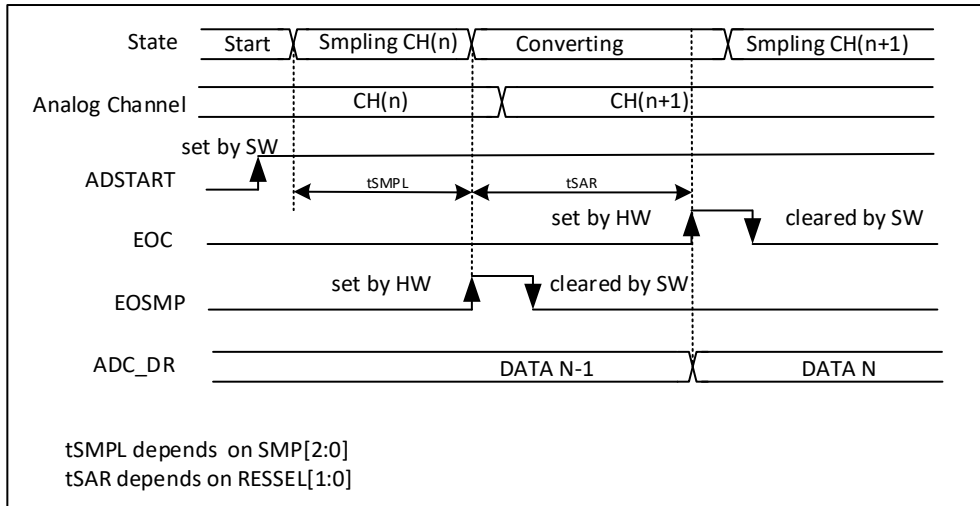 State Start Smpling CH(n) Converting Smpling CH(n+1)
Analog Channel CH(n) CH(n+1)
set by SW
ADSTART
tSMPL tSAR
set by HW cleared by SW
EOC
set by HW cleared by SW
EOSMP
ADC_DR DATA N-1 DATA N
tSMPL depends on SMP[2:0]
tSAR depends on RESSEL[1:0]